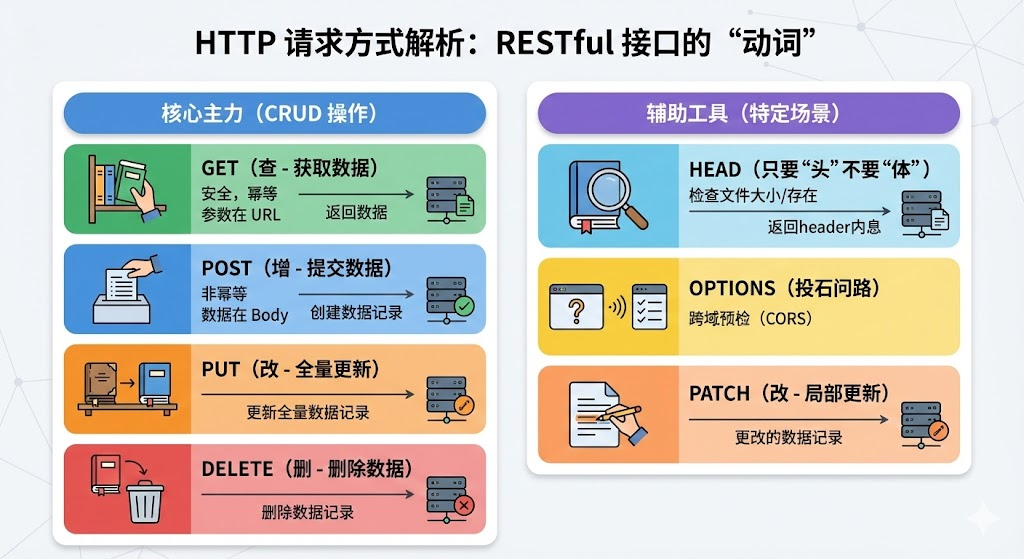 HTTP 请求方式解析：RESTful 接口的“动词”
核心主力（CRUD 操作）
GET（查 - 获取数据）
安全，幂等
参数在 URL
返回数据
POST（增 - 提交数据）
非幂等
数据在 Body
创建数据记录
PUT（改 - 全量更新）
更新全量数据记录
DELETE（删 - 删除数据）
删除数据记录
辅助工具（特定场景）
HEAD（只要“头”不要“体”）
检查文件大小/存在
返回header内息
OPTIONS（投石问路）
跨域预检（CORS）
PATCH（改 - 局部更新）
更改的数据记录